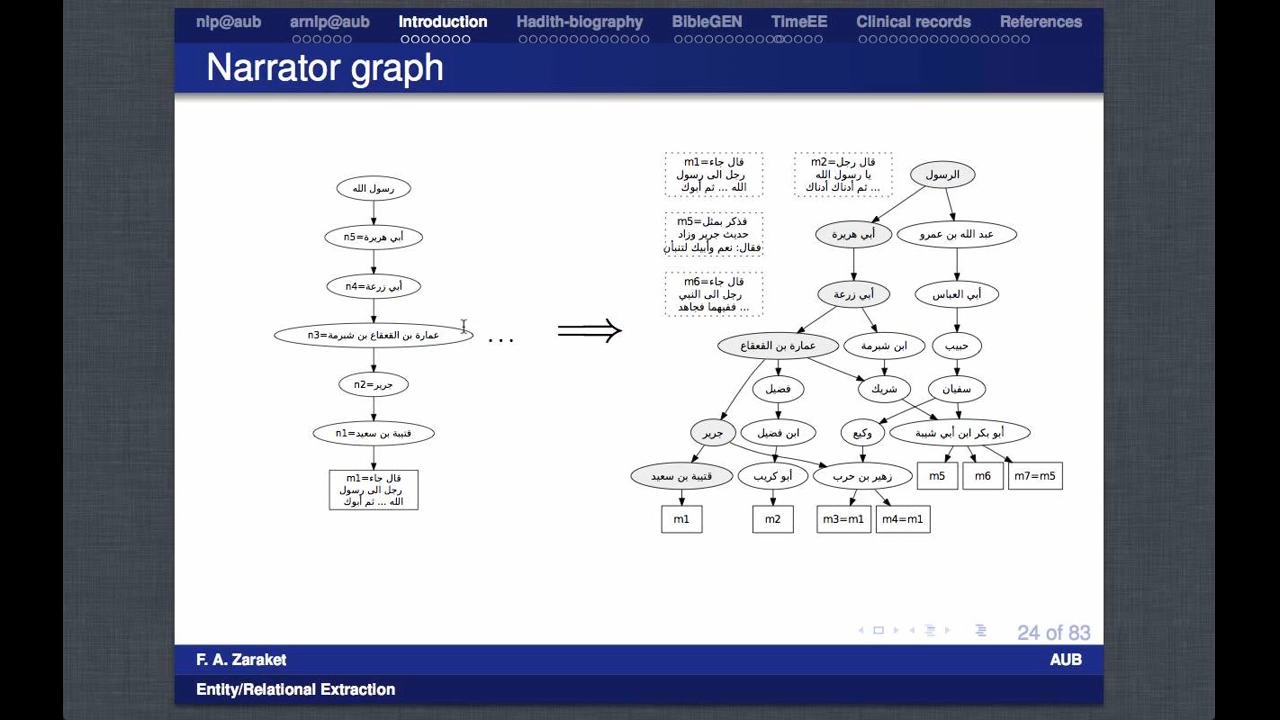 nlp@aub arnlp@aub Introduction Hadith-biography BibleGEN TimeEE Clinical records References
Narrator graph
رسول الله
n5=أبي هريرة
n4=أبي زرعة
n3=عمارة بن القعقاع بن شبرمة
n2=جرير
n1=قتيبة بن سعيد
m1=قال جاء
رجل الى رسول
الله ... ثم أبوك
...
m1=قال جاء
رجل الى رسول
الله ... ثم أبوك
m2=قال رجل
يا رسول الله
... ثم أدناك أدناك
m5=فذكر بمثل
حديث جرير وزاد
فقال: نعم وأبيك لتنبأن
m6=قال جاء
رجل الى النبي
... ففيهما فجاهد
الرسول
أبي هريرة
عبد الله بن عمرو
أبي زرعة
أبي العباس
عمارة بن القعقاع
ابن شبرمة
حبيب
فضيل
شريك
سفيان
جرير
ابن فضيل
وكيع
أبو بكر ابن أبي شيبة
قتيبة بن سعيد
أبو كريب
زهير بن حرب
m5
m6
m7=m5
m1
m2
m3=m1
m4=m1
24 of 83
F. A. Zaraket AUB
Entity/Relational Extraction